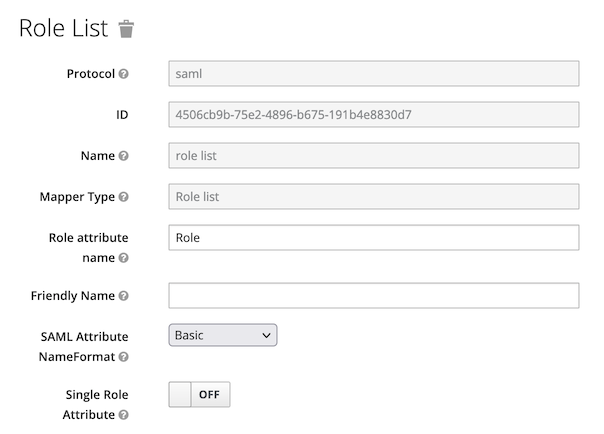 Role List
Protocol
saml
ID
4506cb9b-75e2-4896-b675-191b4e8830d7
Name
role list
Mapper Type
Role list
Role attribute
name
Role
Friendly Name
SAML Attribute
NameFormat
Basic
Single Role
Attribute
OFF